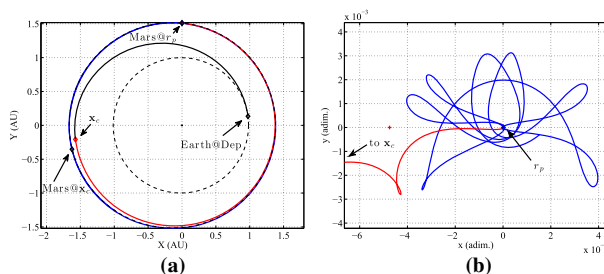 1.5
1
0.5
0
−0.5
−1
−1.5
−2
−1.5
−1
−0.5
0
0.5
1
1.5
X (AU)
Y (AU)
Mars@r_p
x_c
Earth@Dep.
Mars@x_c
(a)
x 10⁻³
4
3
2
1
0
−1
−2
−3
−4
−6
−4
−2
0
2
4
x 10⁻
x (adim.)
y (adim.)
to x_c
r_p
(b)